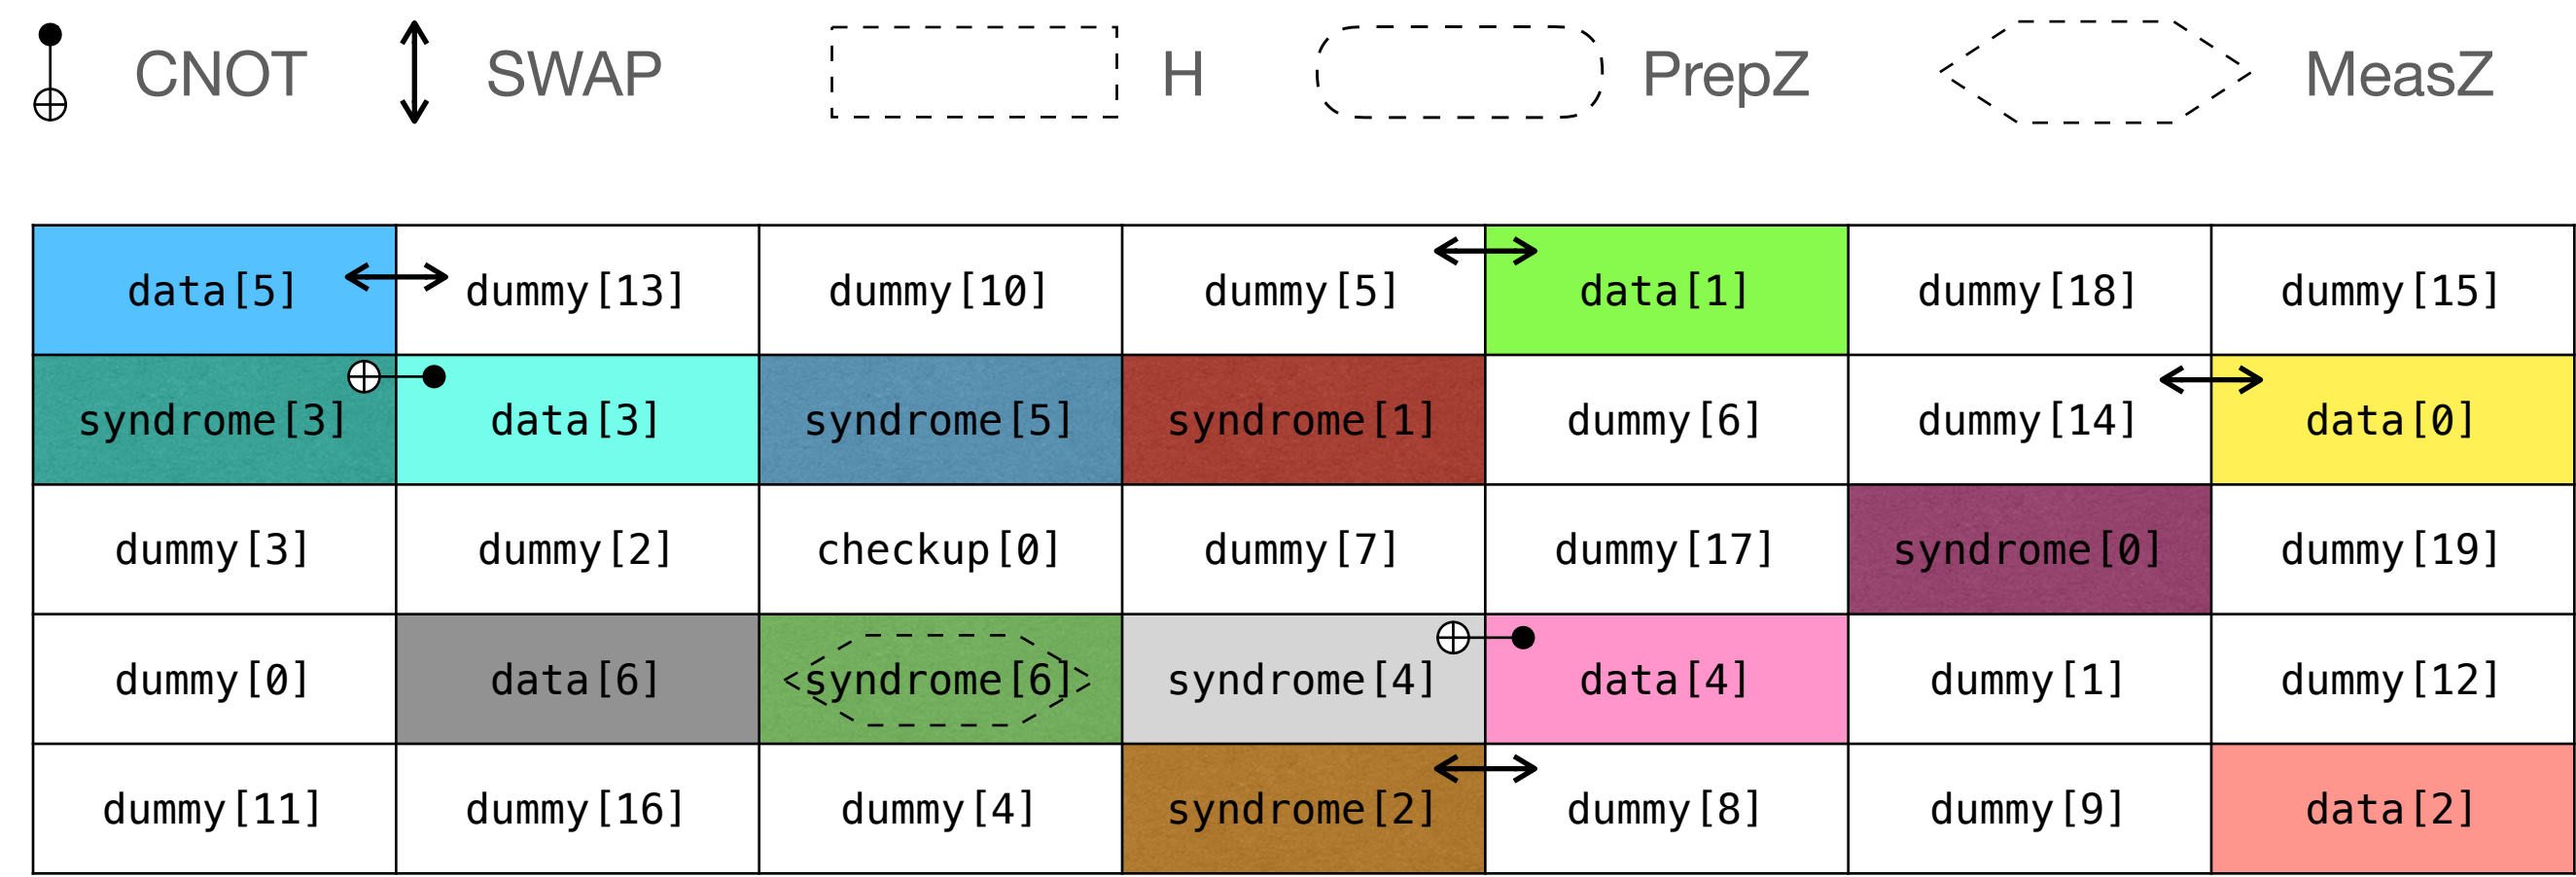 CNOT SWAP H PrepZ MeasZ
data[5] dummy[13] dummy[10] dummy[5] data[1] dummy[18] dummy[15]
syndrome[3] data[3] syndrome[5] syndrome[1] dummy[6] dummy[14] data[0]
dummy[3] dummy[2] checkup[0] dummy[7] dummy[17] syndrome[0] dummy[19]
dummy[0] data[6] syndrome[6] syndrome[4] data[4] dummy[1] dummy[12]
dummy[11] dummy[16] dummy[4] syndrome[2] dummy[8] dummy[9] data[2]